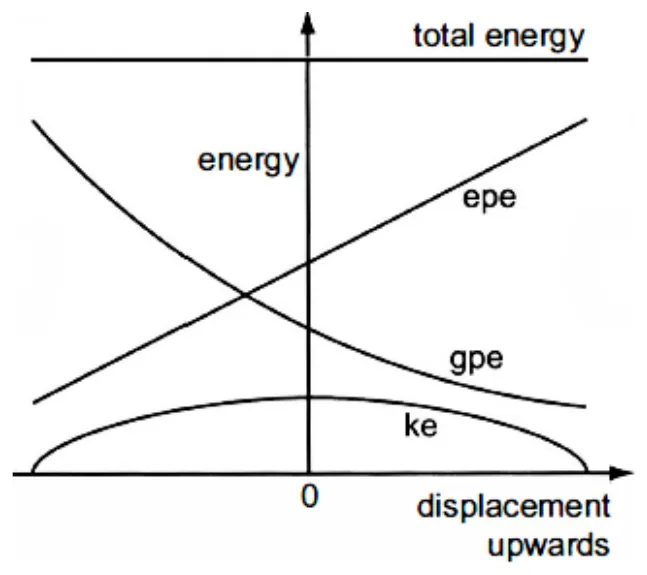 total energy
energy
epe
gpe
ke
0
displacement
upwards